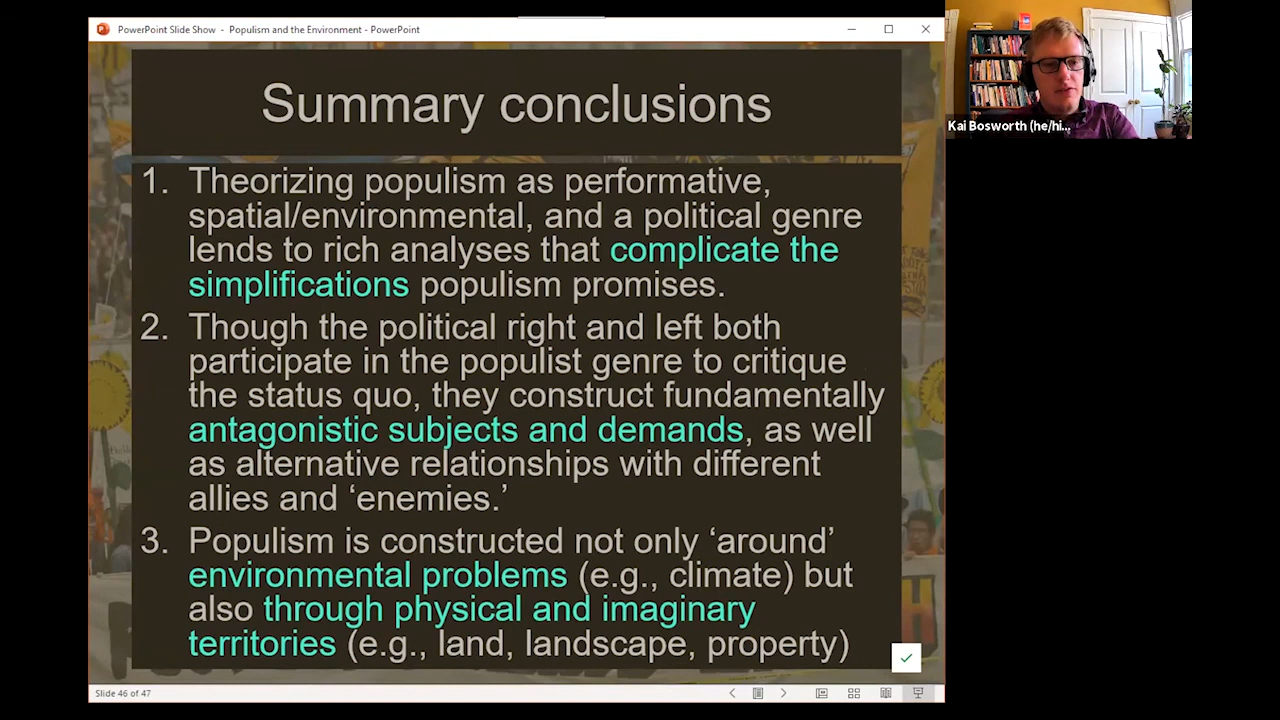 PowerPoint Slide Show - Populism and the Environment - PowerPoint
Kai Bosworth (he/hi...
Summary conclusions
1. Theorizing populism as performative,
spatial/environmental, and a political genre
lends to rich analyses that complicate the
simplifications populism promises.
2. Though the political right and left both
participate in the populist genre to critique
the status quo, they construct fundamentally
antagonistic subjects and demands, as well
as alternative relationships with different
allies and ‘enemies.’
3. Populism is constructed not only ‘around’
environmental problems (e.g., climate) but
also through physical and imaginary
territories (e.g., land, landscape, property)
Slide 46 of 47